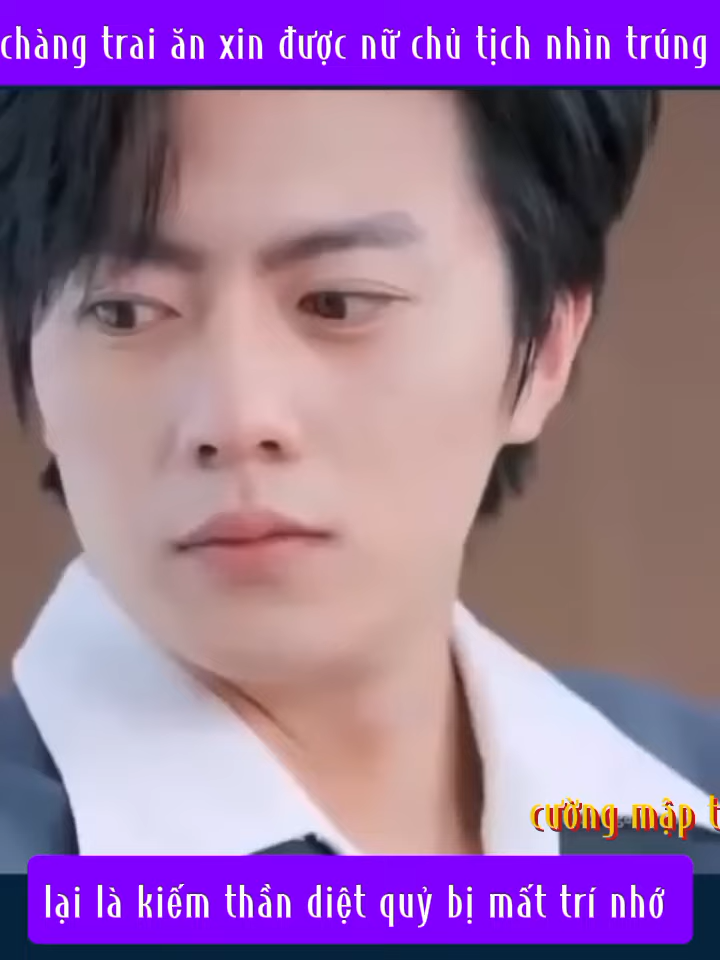 chàng trai ăn xin được nữ chủ tịch nhìn trúng
cường mập
lại là kiếm thần diệt quỷ bị mất trí nhớ